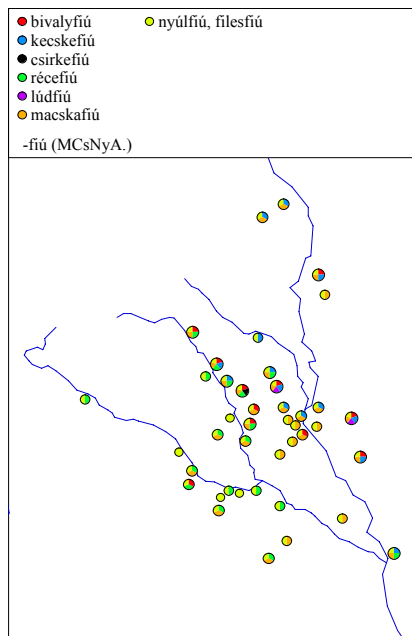 bivalyfiú
nyúlfiú, filesfiú
kecskefiú
csirkefiú
récefiú
lúdfiú
macskafiú
-fiú (MCsNyA.)